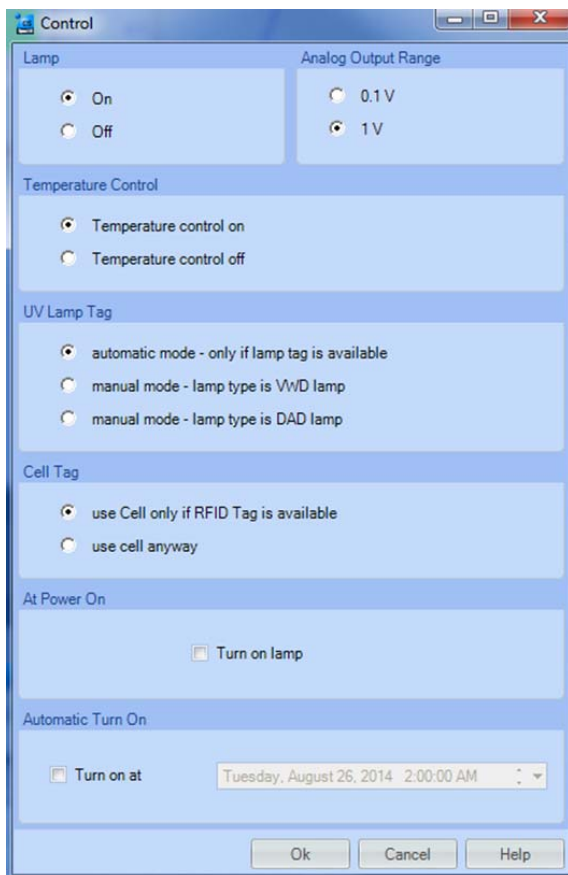 Control
Lamp
On
Off
Analog Output Range
0.1 V
1 V
Temperature Control
Temperature control on
Temperature control off
UV Lamp Tag
automatic mode - only if lamp tag is available
manual mode - lamp type is VWD lamp
manual mode - lamp type is DAD lamp
Cell Tag
use Cell only if RFID Tag is available
use cell anyway
At Power On
Turn on lamp
Automatic Turn On
Turn on at Tuesday, August 26, 2014 2:00:00 AM
Ok Cancel Help